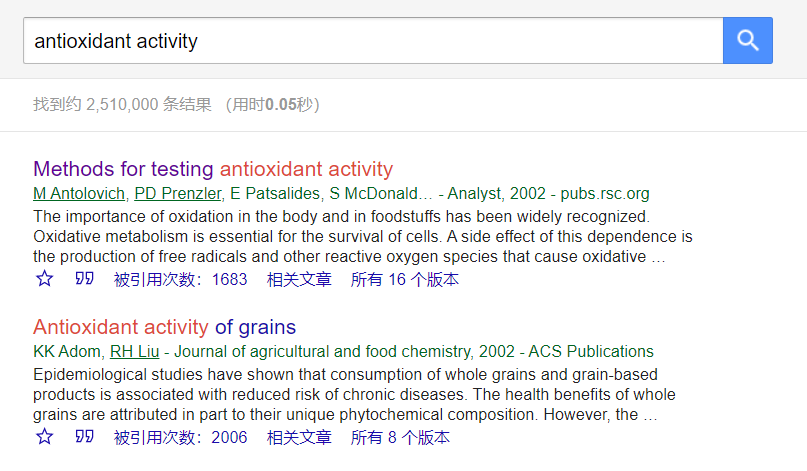 antioxidant activity
找到约 2,510,000 条结果 （用时0.05秒）
Methods for testing antioxidant activity
M Antolovich, PD Prenzler, E Patsalides, S McDonald… - Analyst, 2002 - pubs.rsc.org
The importance of oxidation in the body and in foodstuffs has been widely recognized.
Oxidative metabolism is essential for the survival of cells. A side effect of this dependence is
the production of free radicals and other reactive oxygen species that cause oxidative …
被引用次数：1683 相关文章 所有 16 个版本
Antioxidant activity of grains
KK Adom, RH Liu - Journal of agricultural and food chemistry, 2002 - ACS Publications
Epidemiological studies have shown that consumption of whole grains and grain-based
products is associated with reduced risk of chronic diseases. The health benefits of whole
grains are attributed in part to their unique phytochemical composition. However, the …
被引用次数：2006 相关文章 所有 8 个版本